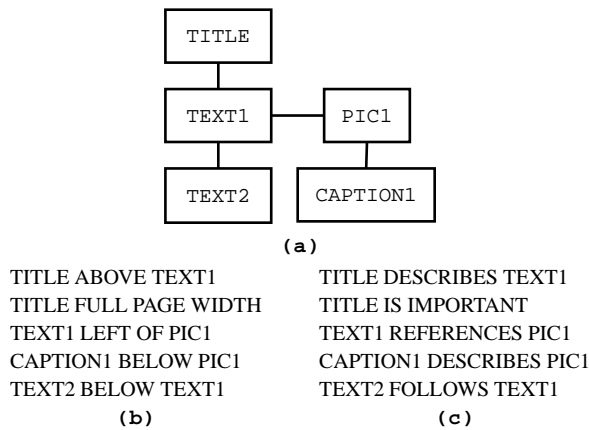 TITLE
TEXT1 PIC1
TEXT2 CAPTION1
(a)
TITLE ABOVE TEXT1
TITLE FULL PAGE WIDTH
TEXT1 LEFT OF PIC1
CAPTION1 BELOW PIC1
TEXT2 BELOW TEXT1
(b)
TITLE DESCRIBES TEXT1
TITLE IS IMPORTANT
TEXT1 REFERENCES PIC1
CAPTION1 DESCRIBES PIC1
TEXT2 FOLLOWS TEXT1
(c)